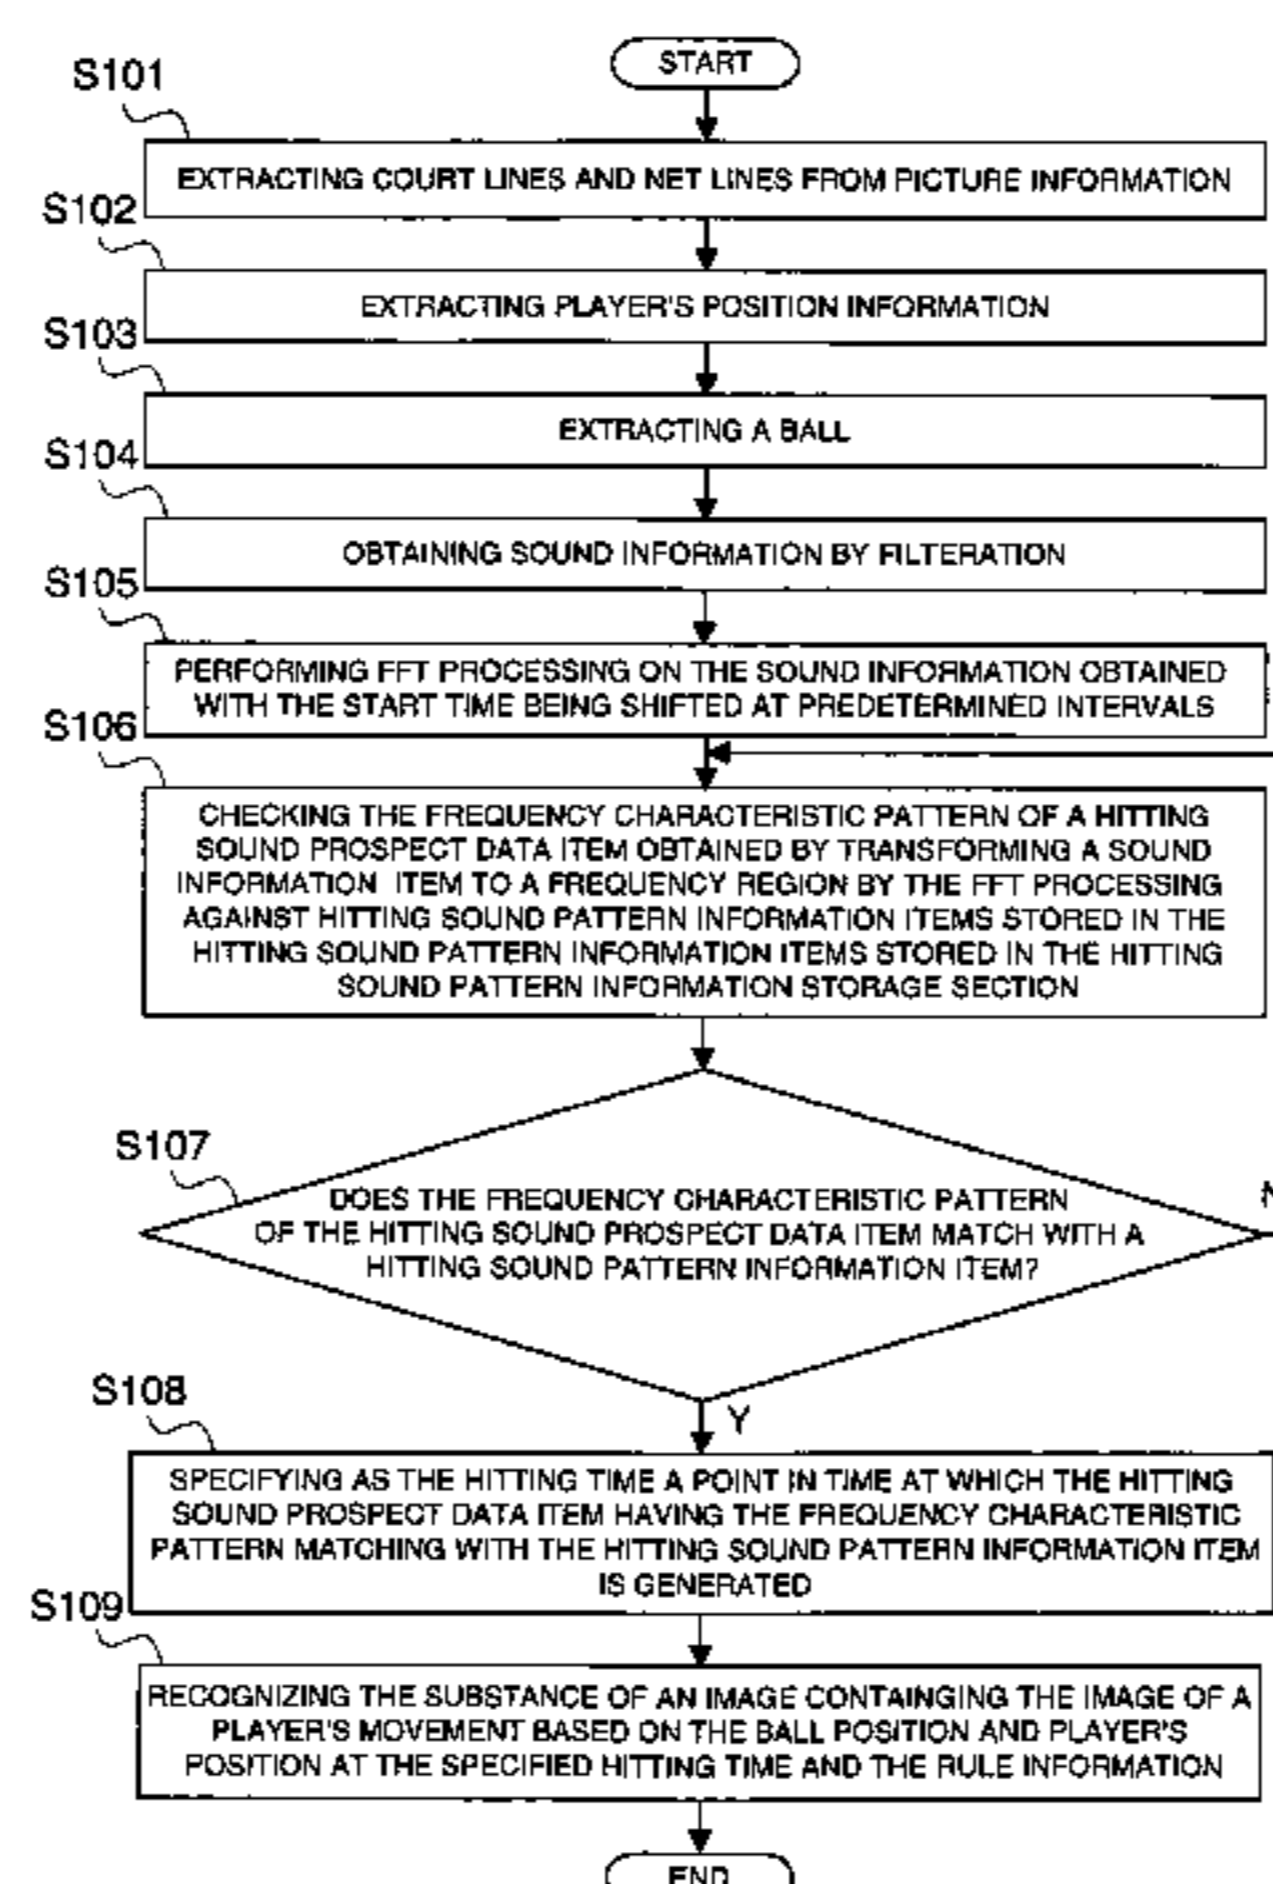 START
S101
EXTRACTING COURT LINES AND NET LINES FROM PICTURE INFORMATION
S102
EXTRACTING PLAYER'S POSITION INFORMATION
S103
EXTRACTING A BALL
S104
OBTAINING SOUND INFORMATION BY FILTERATION
S105
PERFORMING FFT PROCESSING ON THE SOUND INFORMATION OBTAINED
WITH THE START TIME BEING SHIFTED AT PREDETERMINED INTERVALS
S106
CHECKING THE FREQUENCY CHARACTERISTIC PATTERN OF A HITTING
SOUND PROSPECT DATA ITEM OBTAINED BY TRANSFORMING A SOUND
INFORMATION ITEM TO A FREQUENCY REGION BY THE FFT PROCESSING
AGAINST HITTING SOUND PATTERN INFORMATION ITEMS STORED IN THE
HITTING SOUND PATTERN INFORMATION ITEMS STORED IN THE HITTING
SOUND PATTERN INFORMATION STORAGE SECTION
S107
DOES THE FREQUENCY CHARACTERISTIC PATTERN
OF THE HITTING SOUND PROSPECT DATA ITEM MATCH WITH A
HITTING SOUND PATTERN INFORMATION ITEM?
N
Y
S108
SPECIFYING AS THE HITTING TIME A POINT IN TIME AT WHICH THE HITTING
SOUND PROSPECT DATA ITEM HAVING THE FREQUENCY CHARACTERISTIC
PATTERN MATCHING WITH THE HITTING SOUND PATTERN INFORMATION ITEM
IS GENERATED
S109
RECOGNIZING THE SUBSTANCE OF AN IMAGE CONTAINGING THE IMAGE OF A
PLAYER'S MOVEMENT BASED ON THE BALL POSITION AND PLAYER'S
POSITION AT THE SPECIFIED HITTING TIME AND THE RULE INFORMATION
END